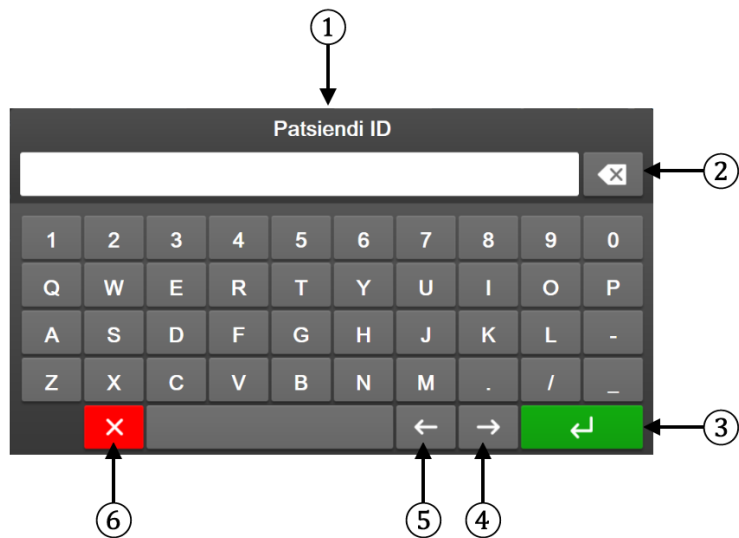 ①
Patsiendi ID
②
1 2 3 4 5 6 7 8 9 0
Q W E R T Y U I O P
A S D F G H J K L -
Z X C V B N M . / _
③
⑥ ⑤ ④